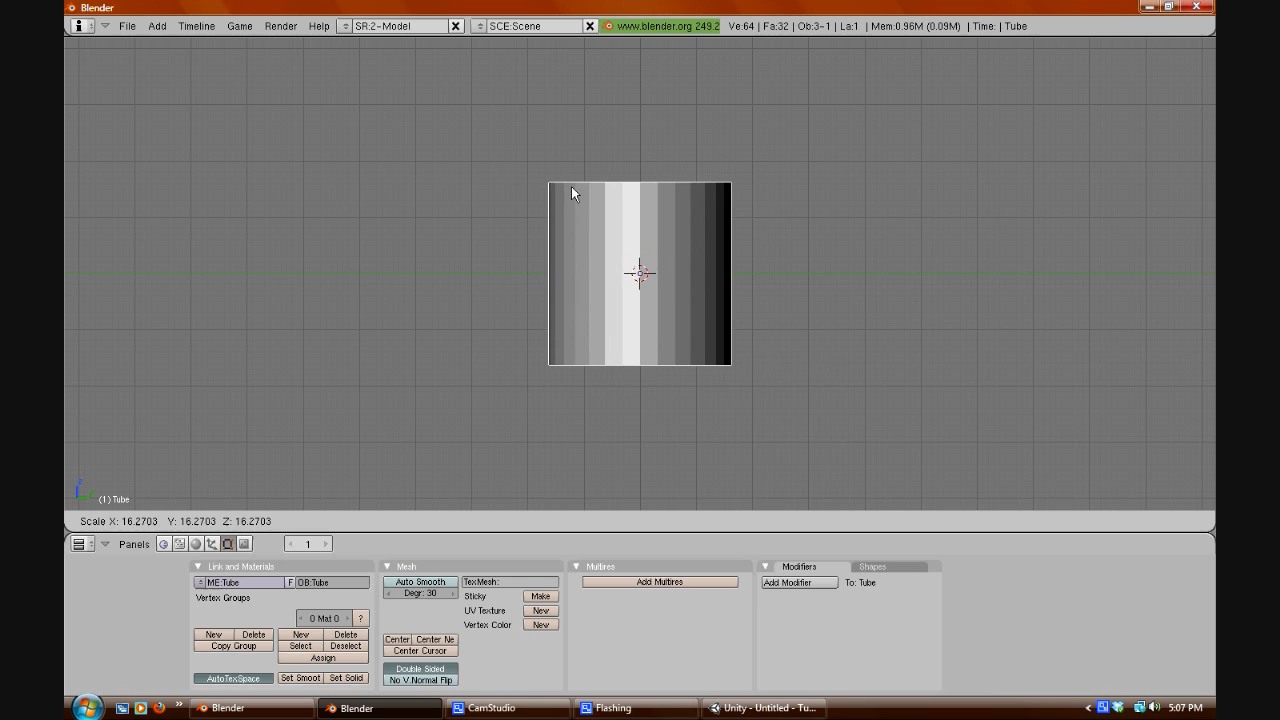 Blender
File Add Timeline Game Render Help SR:2-Model SCE:Scene www.blender.org 249.2 Ve:64 | Fa:32 | Ob:3-1 | La:1 | Mem:0.96M (0.09M) | Time: | Tube
z
(1) Tube
Scale X: 16.2703 Y: 16.2703 Z: 16.2703
Panels 1
Link and Materials Mesh Multires Modifiers Shapes
ME:Tube F OB:Tube Auto Smooth TexMesh: Add Multires Add Modifier To: Tube
Degr: 30 Sticky Make
Vertex Groups
UV Texture New
0 Mat 0 ? Vertex Color New
New Delete New Delete Center Center Ne
Copy Group Select Deselect Center Cursor
Assign
Double Sided
AutoTexSpace Set Smoot Set Solid No V.Normal Flip
» Blender Blender CamStudio Flashing Unity - Untitled - Tu... 5:07 PM